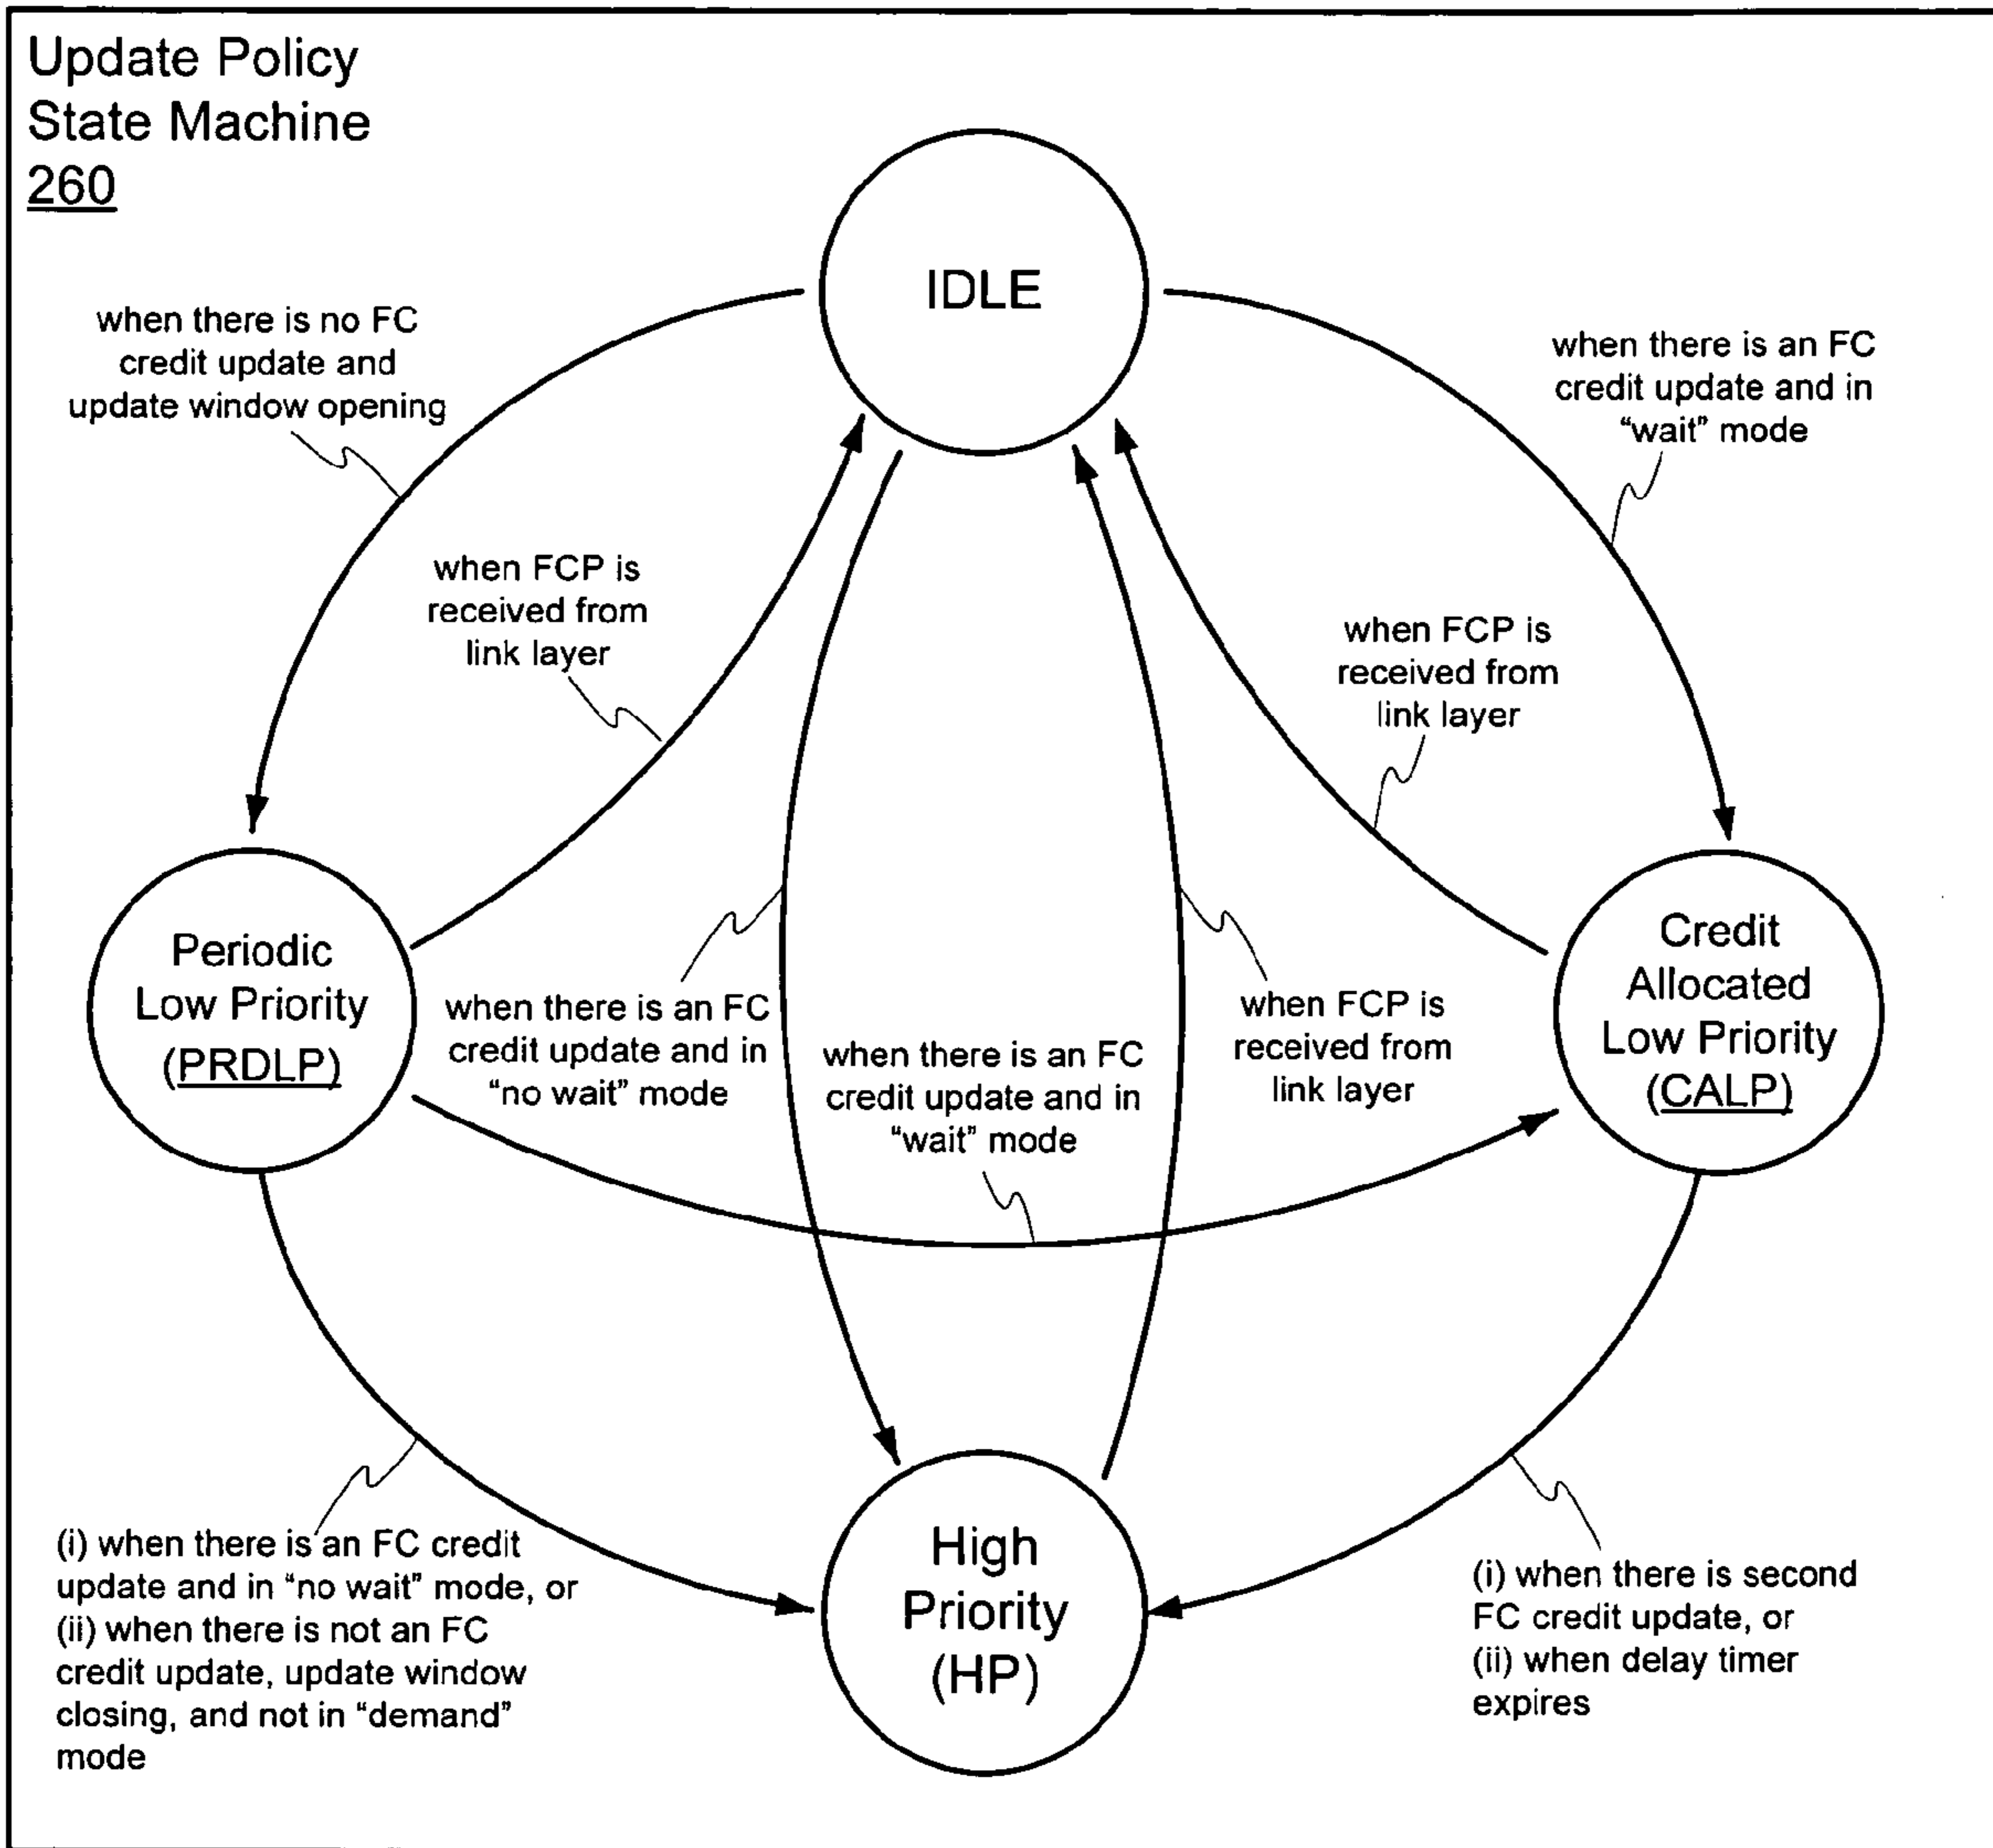 Update Policy
State Machine
260
IDLE
when there is no FC
credit update and
update window opening
when there is an FC
credit update and in
“wait” mode
when FCP is
received from
link layer
when FCP is
received from
link layer
Periodic
Low Priority
(PRDLP)
when there is an FC
credit update and in
“no wait” mode
when there is an FC
credit update and in
“wait” mode
when FCP is
received from
link layer
Credit
Allocated
Low Priority
(CALP)
(i) when there is an FC credit
update and in “no wait” mode, or
(ii) when there is not an FC
credit update, update window
closing, and not in “demand”
mode
High
Priority
(HP)
(i) when there is second
FC credit update, or
(ii) when delay timer
expires